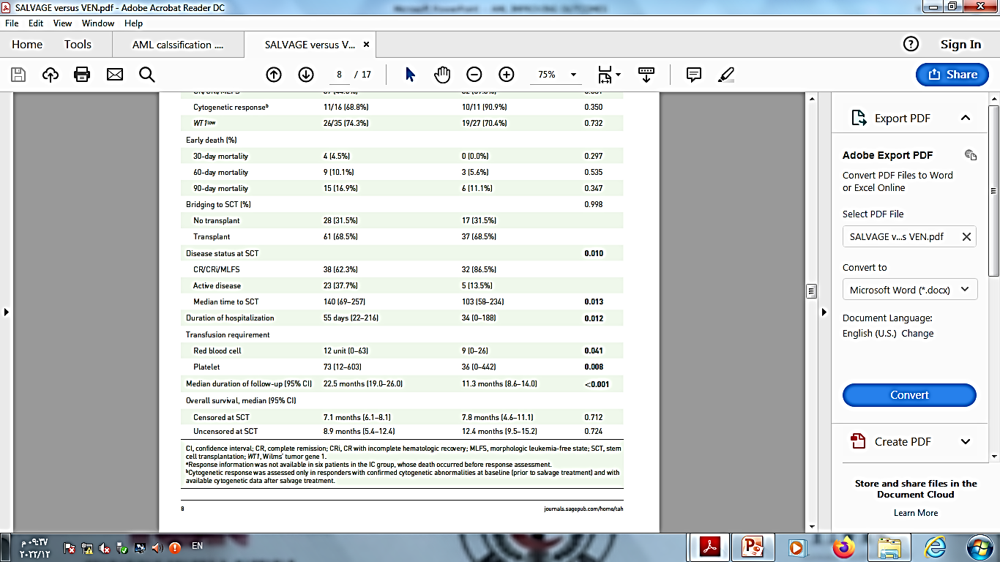 SALVAGE versus VEN.pdf - Adobe Acrobat Reader DC
File Edit View Window Help
Home Tools AML calssification .... SALVAGE versus V... × ? Sign In
8 / 17 75% Share
Cytogenetic responseᵇ 11/16 (68.8%) 10/11 (90.9%) 0.350
WT1ˡᵒʷ 26/35 (74.3%) 19/27 (70.4%) 0.732
Early death (%)
30-day mortality 4 (4.5%) 0 (0.0%) 0.297
60-day mortality 9 (10.1%) 3 (5.6%) 0.535
90-day mortality 15 (16.9%) 6 (11.1%) 0.347
Bridging to SCT (%) 0.998
No transplant 28 (31.5%) 17 (31.5%)
Transplant 61 (68.5%) 37 (68.5%)
Disease status at SCT 0.010
CR/CRi/MLFS 38 (62.3%) 32 (86.5%)
Active disease 23 (37.7%) 5 (13.5%)
Median time to SCT 140 (69–257) 103 (58–234) 0.013
Duration of hospitalization 55 days (22–216) 34 (0–188) 0.012
Transfusion requirement
Red blood cell 12 unit (0–63) 9 (0–26) 0.041
Platelet 73 (12–603) 36 (0–442) 0.008
Median duration of follow-up (95% CI) 22.5 months (19.0–26.0) 11.3 months (8.6–14.0) <0.001
Overall survival, median (95% CI)
Censored at SCT 7.1 months (6.1–8.1) 7.8 months (4.6–11.1) 0.712
Uncensored at SCT 8.9 months (5.4–12.4) 12.4 months (9.5–15.2) 0.724
CI, confidence interval; CR, complete remission; CRi, CR with incomplete hematologic recovery; MLFS, morphologic leukemia-free state; SCT, stem
cell transplantation; WT1, Wilms' tumor gene 1.
ᵃResponse information was not available in six patients in the IC group, whose death occurred before response assessment.
ᵇCytogenetic response was assessed only in responders with confirmed cytogenetic abnormalities at baseline (prior to salvage treatment) and with
available cytogenetic data after salvage treatment.
8 journals.sagepub.com/home/tah
Export PDF
Adobe Export PDF
Convert PDF Files to Word
or Excel Online
Select PDF File
SALVAGE v...s VEN.pdf
Convert to
Microsoft Word (*.docx)
Document Language:
English (U.S.) Change
Convert
Create PDF
Store and share files in the
Document Cloud
Learn More
EN